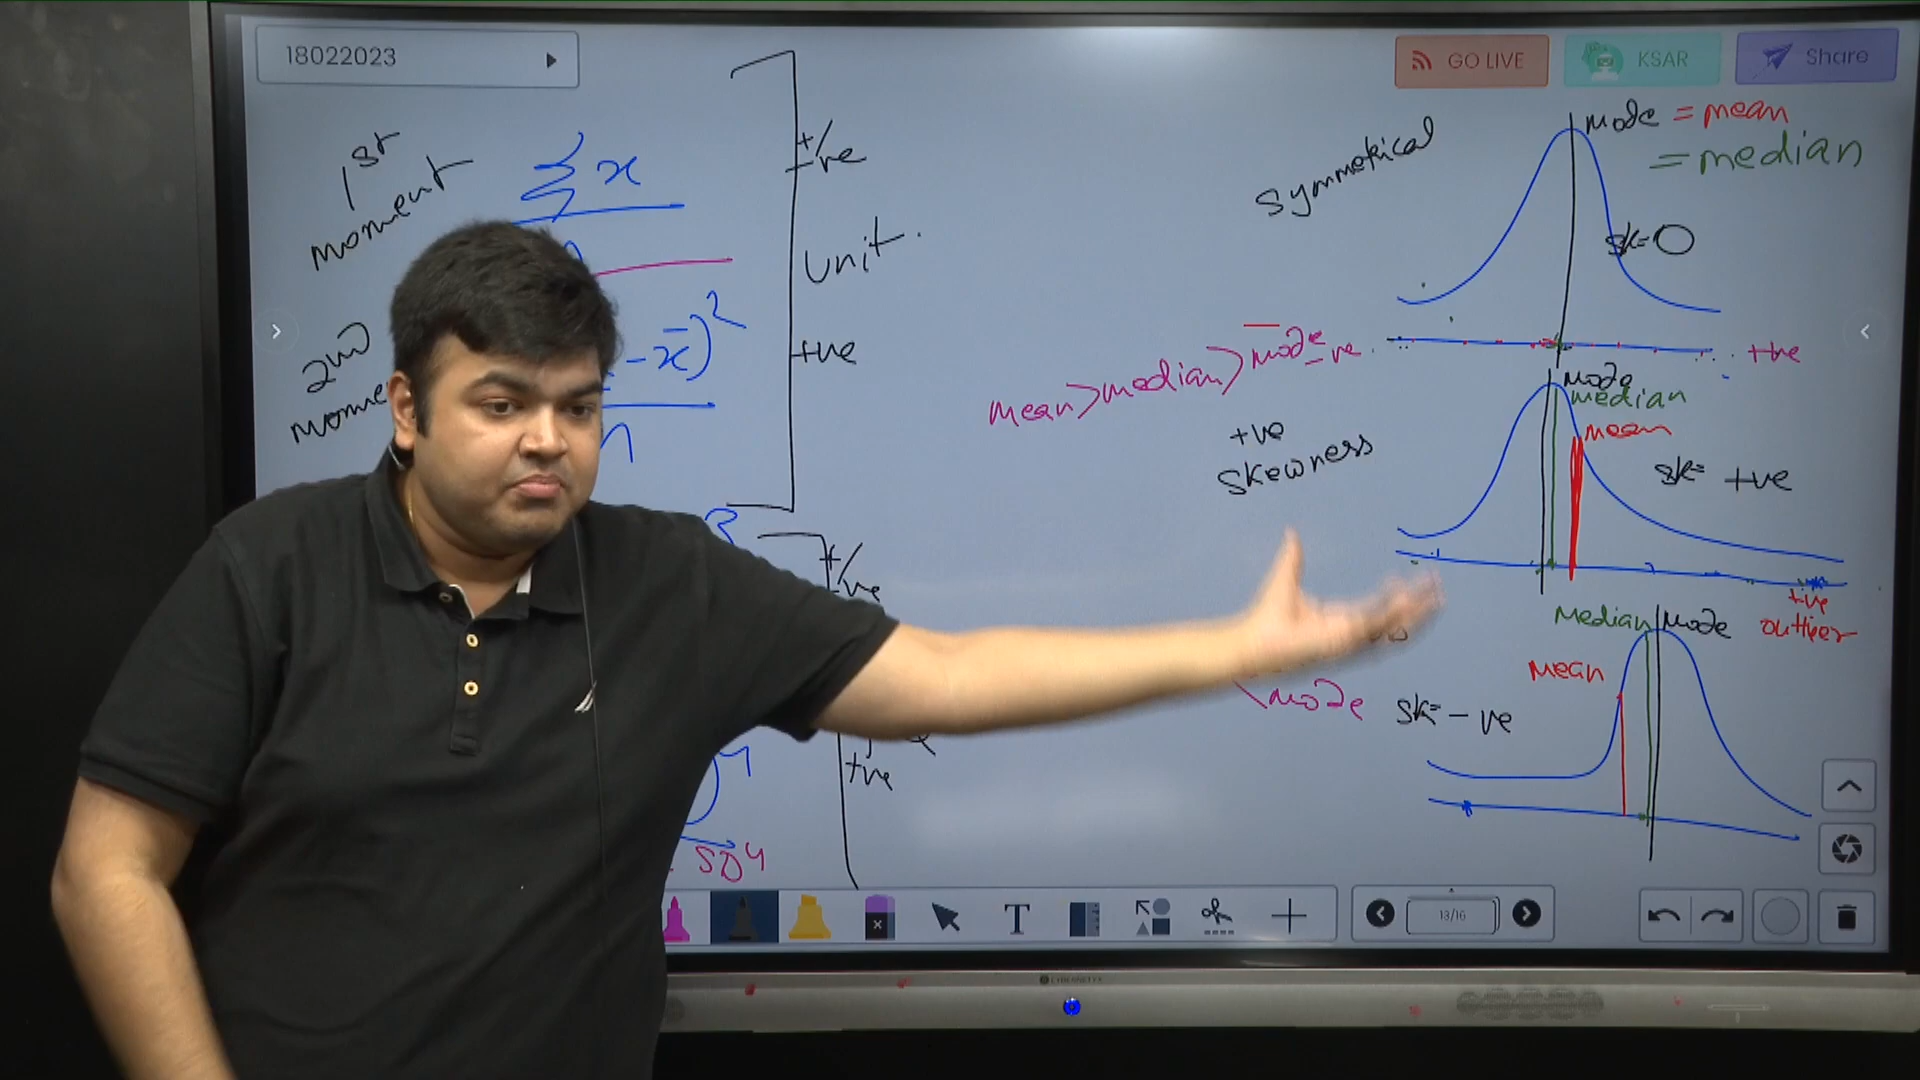 18022023
GO LIVE
KSAR
Share
1st
moment
Σx
+/-ve
unit.
2nd
-x̄)²
n
+ve
+/-ve
+ve
SD4
symmetrical
mode = mean
= median
sk=0
+ve
-ve
mean>median>mode
+ve
skewness
mode
median
mean
sk= +ve
+ve
outlier
Median
mode
mean
<mode
sk= -ve
T
13/16